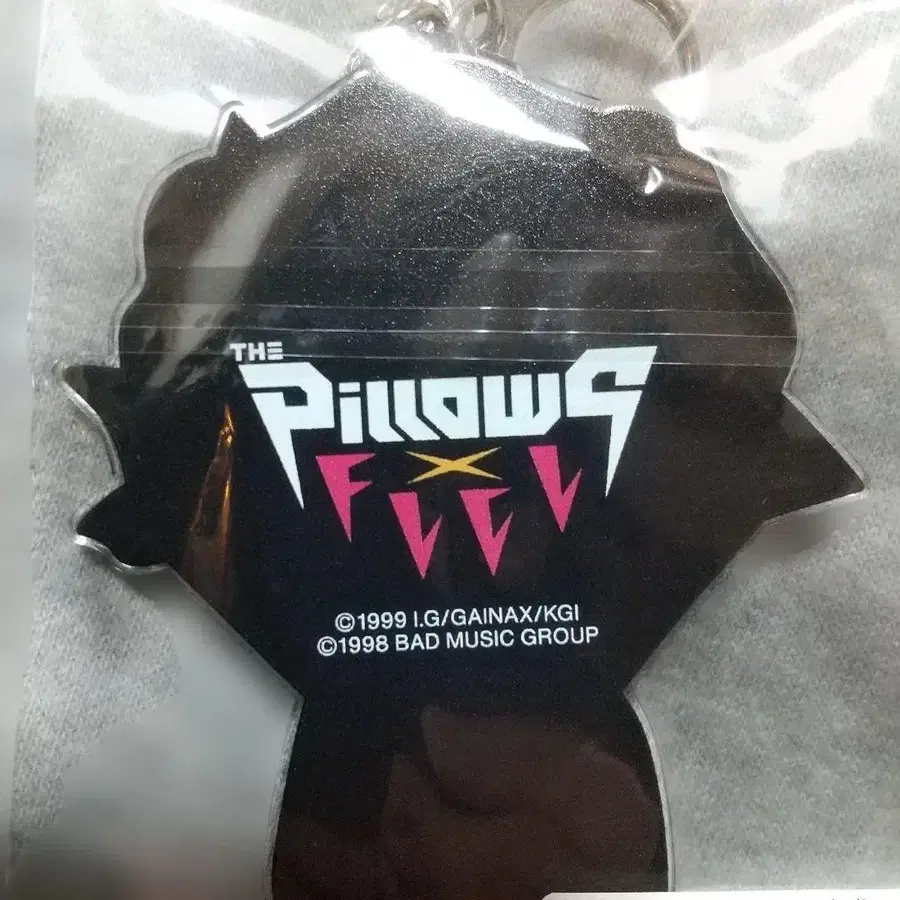 THE
PiLLOWS
×
FLCL
©1999 I.G/GAINAX/KGI
©1998 BAD MUSIC GROUP